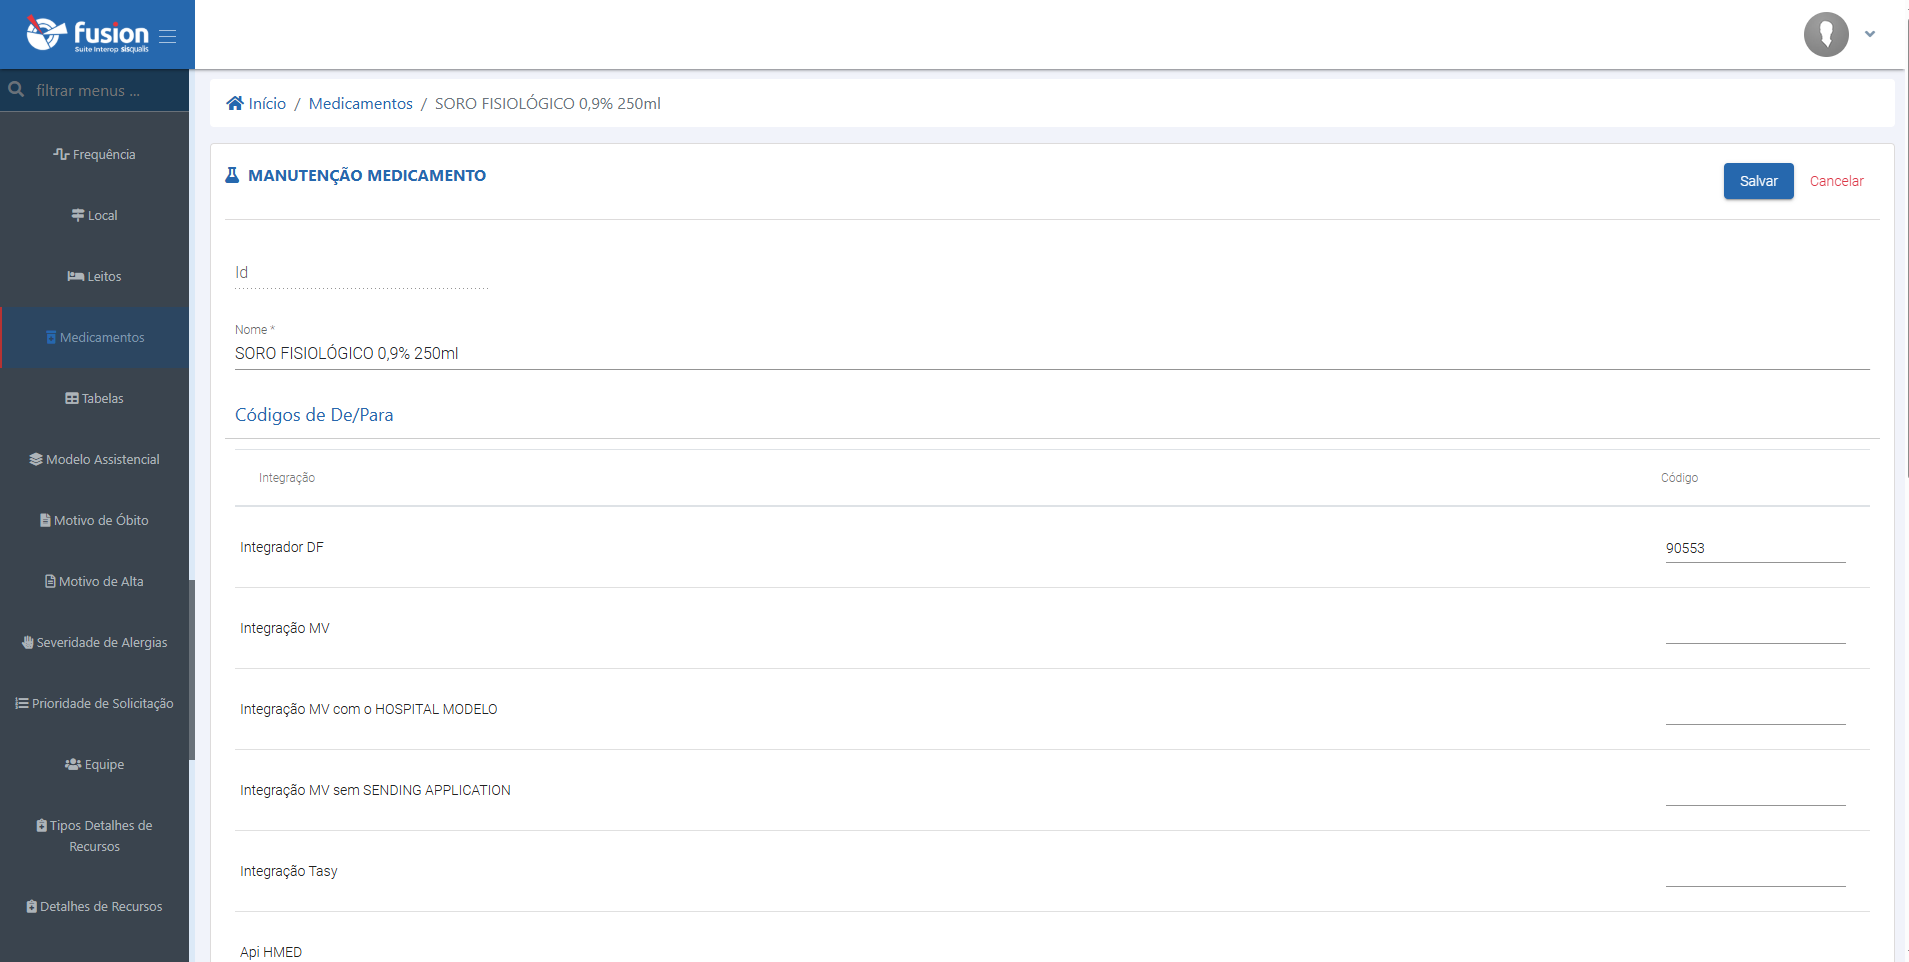 fusion
Suite Interop sisqualis
filtrar menus ...
Frequência
Local
Leitos
Medicamentos
Tabelas
Modelo Assistencial
Motivo de Óbito
Motivo de Alta
Severidade de Alergias
Prioridade de Solicitação
Equipe
Tipos Detalhes de
Recursos
Detalhes de Recursos
Início / Medicamentos / SORO FISIOLÓGICO 0,9% 250ml
MANUTENÇÃO MEDICAMENTO
Salvar Cancelar
Id
Nome *
SORO FISIOLÓGICO 0,9% 250ml
Códigos de De/Para
Integração Código
Integrador DF 90553
Integração MV
Integração MV com o HOSPITAL MODELO
Integração MV sem SENDING APPLICATION
Integração Tasy
Api HMED